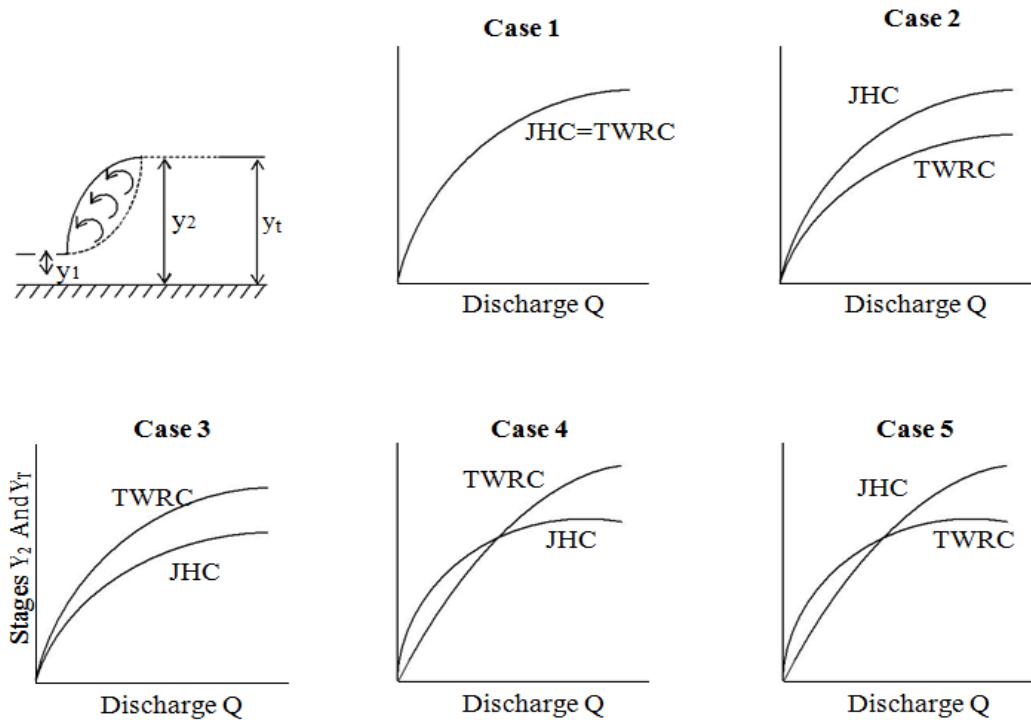 Case 1
Case 2
y1
y2
yt
JHC=TWRC
Discharge Q
JHC
TWRC
Discharge Q
Case 3
Case 4
Case 5
Stages Y2 And YT
TWRC
JHC
Discharge Q
TWRC
JHC
Discharge Q
JHC
TWRC
Discharge Q